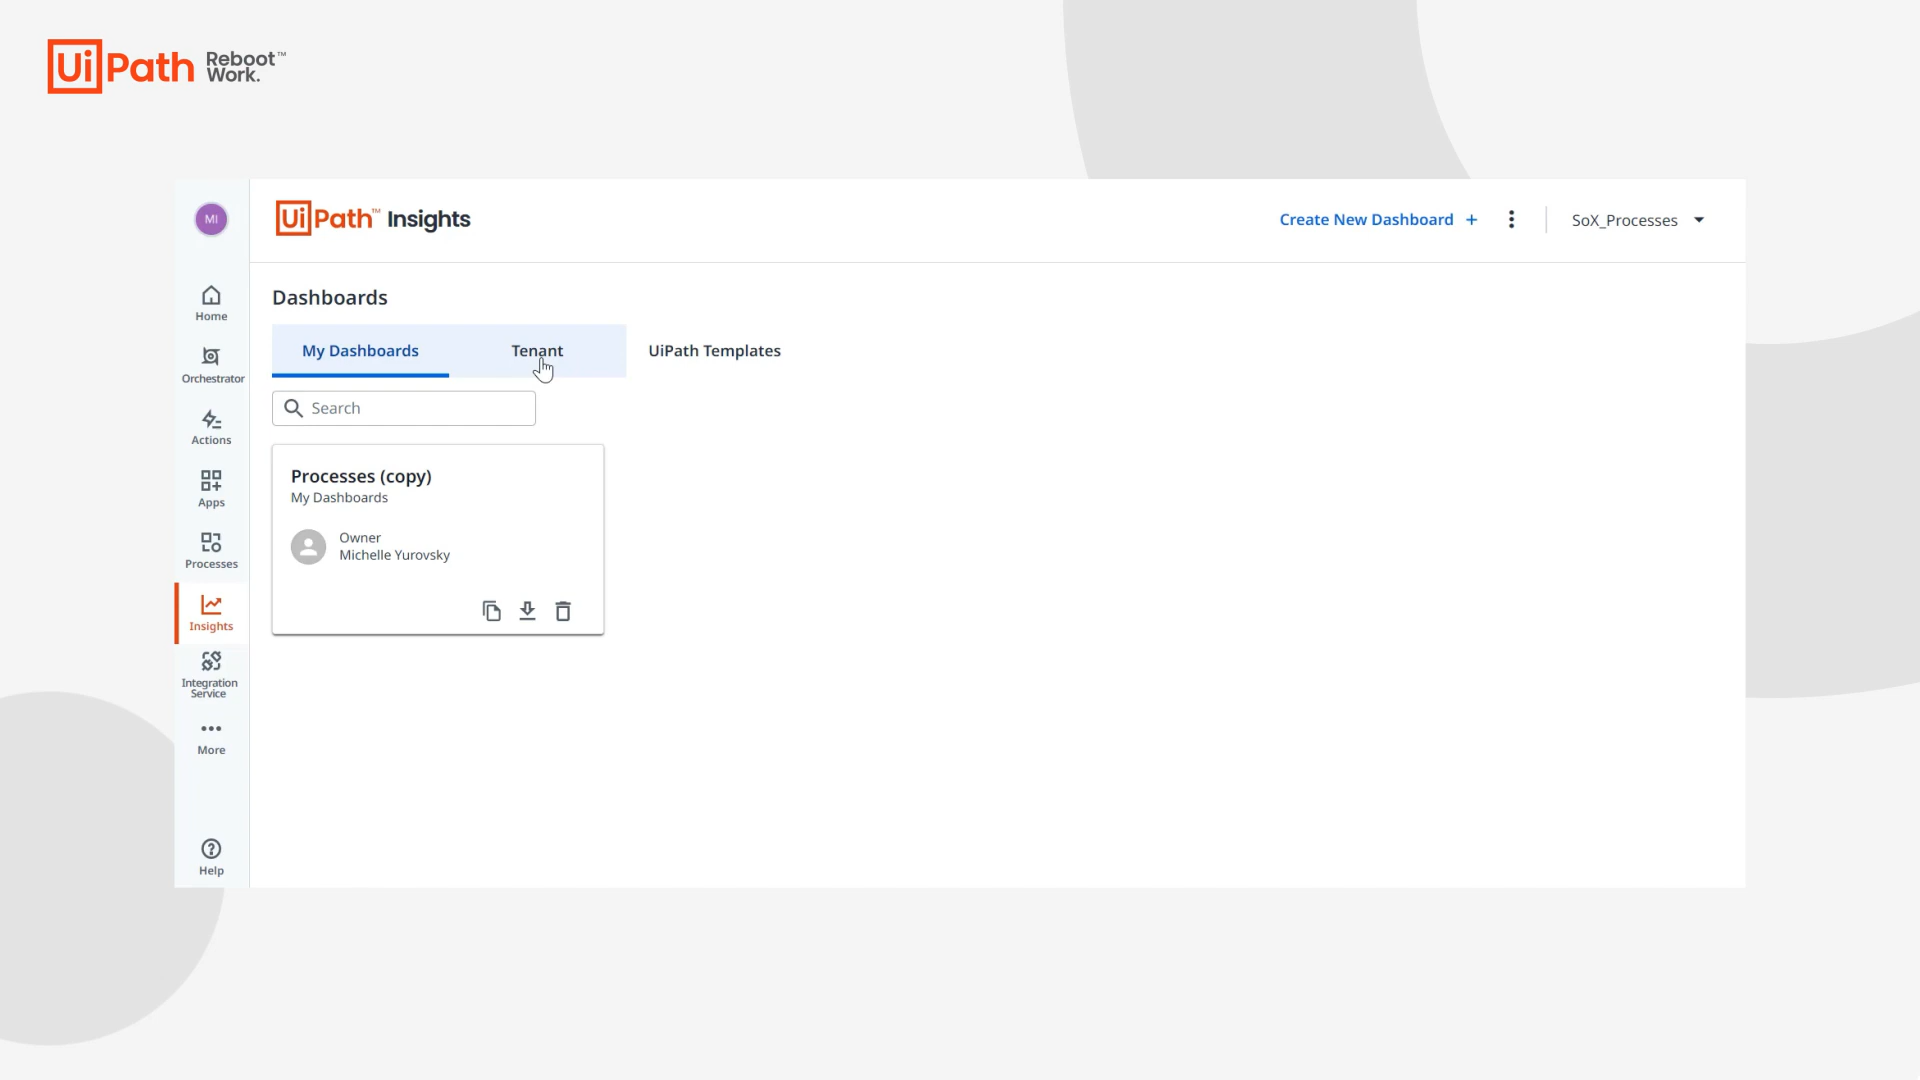 UiPath Reboot™
Work.
MI
UiPath™ Insights
Create New Dashboard +
SoX_Processes
Home
Orchestrator
Actions
Apps
Processes
Insights
Integration
Service
More
Help
Dashboards
My Dashboards
Tenant
UiPath Templates
Search
Processes (copy)
My Dashboards
Owner
Michelle Yurovsky